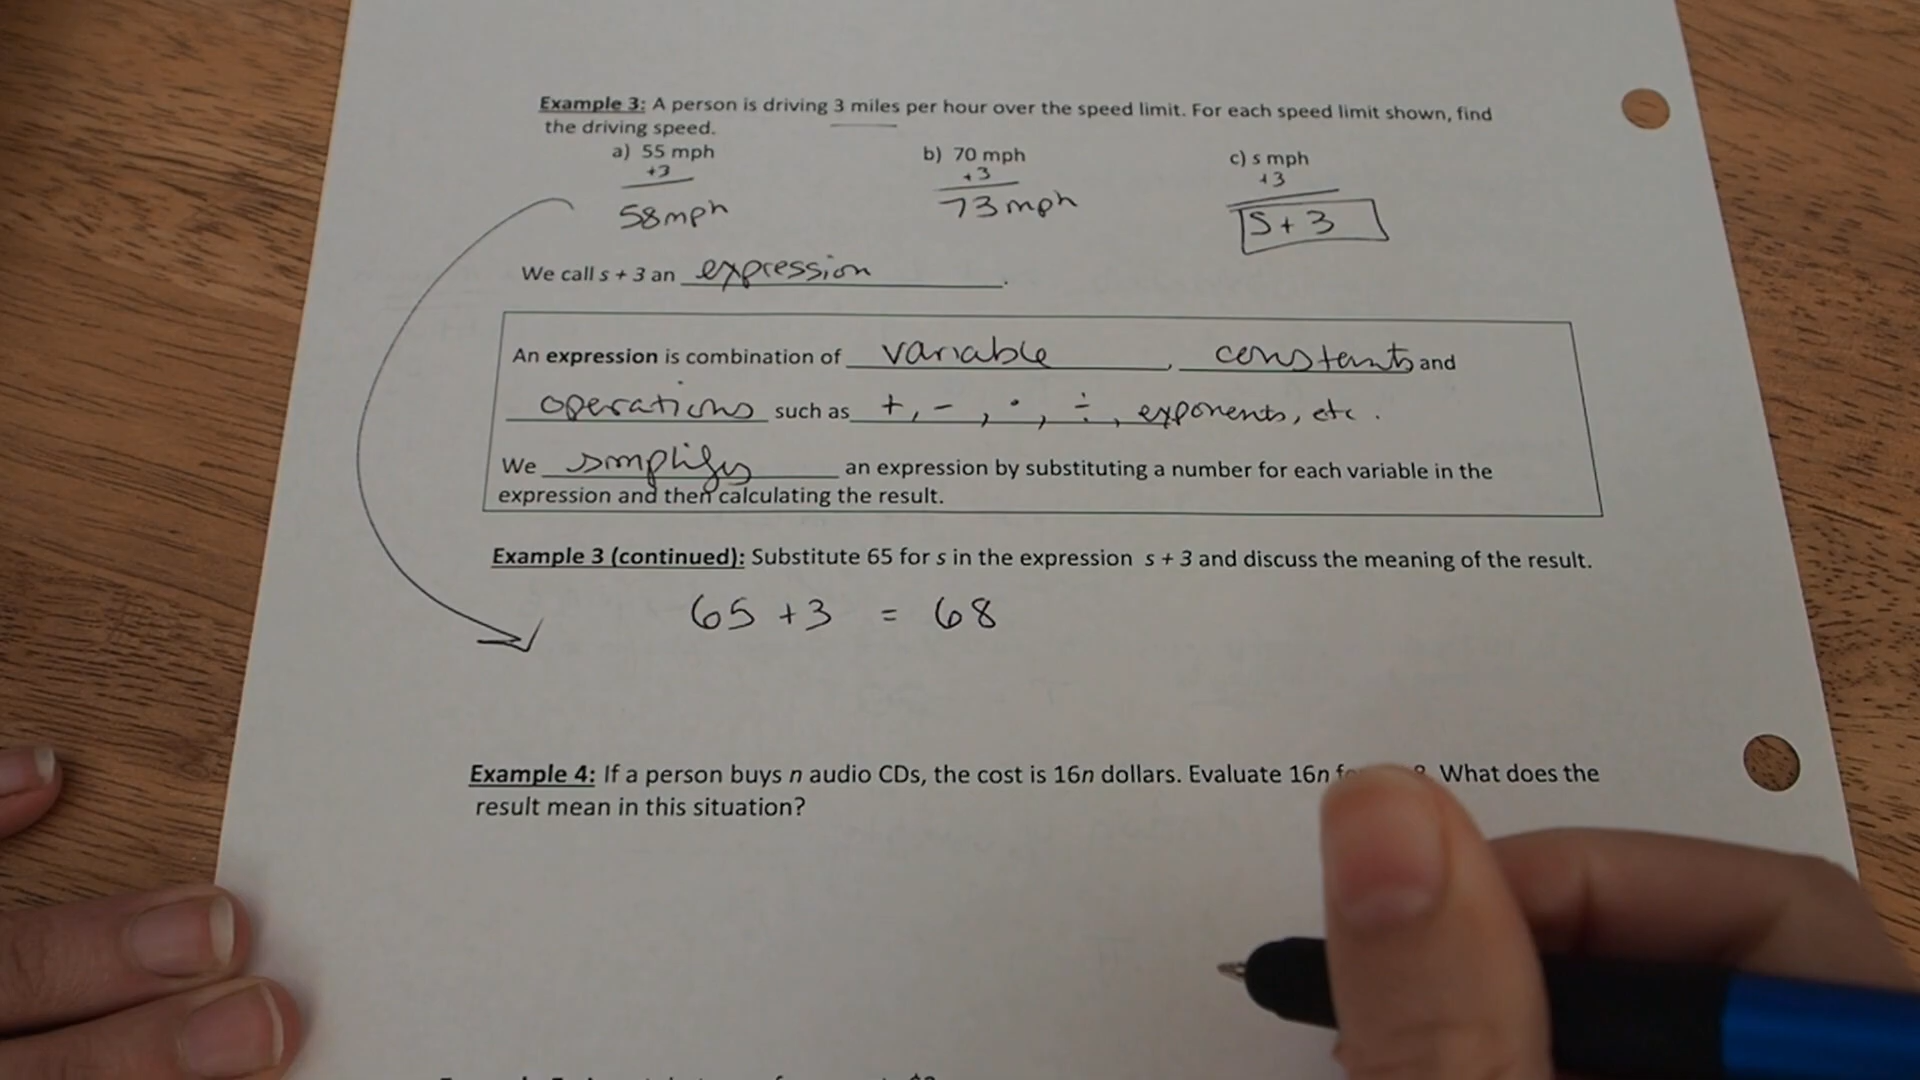 Example 3: A person is driving 3 miles per hour over the speed limit. For each speed limit shown, find
the driving speed.
a) 55 mph b) 70 mph c) s mph
+3 +3 +3
58mph 73mph S+3
We call s + 3 an expression.
An expression is combination of variable, constants and
operations such as +, -, ·, ÷, exponents, etc.
We simplify an expression by substituting a number for each variable in the
expression and then calculating the result.
Example 3 (continued): Substitute 65 for s in the expression s + 3 and discuss the meaning of the result.
65 +3 = 68
Example 4: If a person buys n audio CDs, the cost is 16n dollars. Evaluate 16n What does the
result mean in this situation?